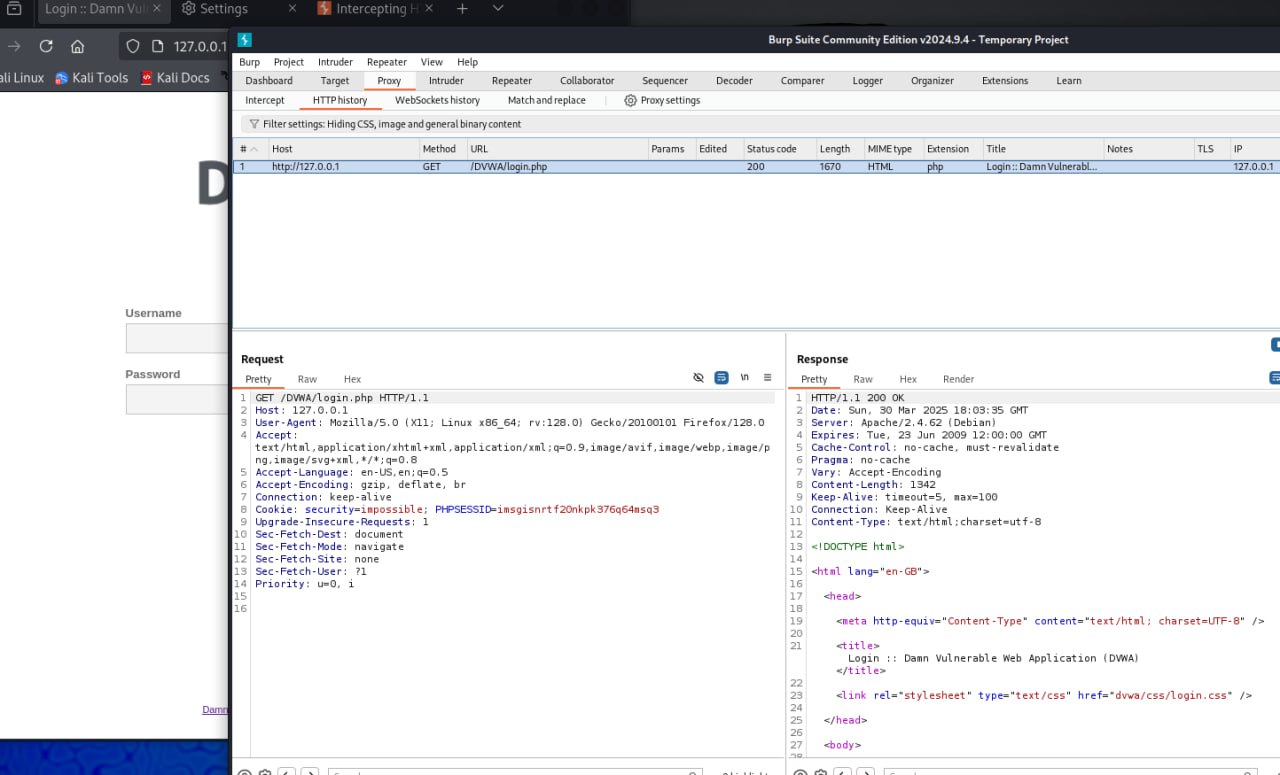 Login :: Damn Vul
Settings
Intercepting H
127.0.0.1
ali Linux
Kali Tools
Kali Docs
Username
Password
Damn
Burp Suite Community Edition v2024.9.4 - Temporary Project
Burp Project Intruder Repeater View Help
Dashboard Target Proxy Intruder Repeater Collaborator Sequencer Decoder Comparer Logger Organizer Extensions Learn
Intercept HTTP history WebSockets history Match and replace Proxy settings
Filter settings: Hiding CSS, image and general binary content
# Host Method URL Params Edited Status code Length MIME type Extension Title Notes TLS IP
1 http://127.0.0.1 GET /DVWA/login.php 200 1670 HTML php Login :: Damn Vulnerabl... 127.0.0.1
Request
Pretty Raw Hex \n
1 GET /DVWA/login.php HTTP/1.1
2 Host: 127.0.0.1
3 User-Agent: Mozilla/5.0 (X11; Linux x86_64; rv:128.0) Gecko/20100101 Firefox/128.0
4 Accept:
text/html,application/xhtml+xml,application/xml;q=0.9,image/avif,image/webp,image/p
ng,image/svg+xml,*/*;q=0.8
5 Accept-Language: en-US,en;q=0.5
6 Accept-Encoding: gzip, deflate, br
7 Connection: keep-alive
8 Cookie: security=impossible; PHPSESSID=imsgisnrtf20nkpk376q64msq3
9 Upgrade-Insecure-Requests: 1
10 Sec-Fetch-Dest: document
11 Sec-Fetch-Mode: navigate
12 Sec-Fetch-Site: none
13 Sec-Fetch-User: ?1
14 Priority: u=0, i
15
16
Response
Pretty Raw Hex Render
1 HTTP/1.1 200 OK
2 Date: Sun, 30 Mar 2025 18:03:35 GMT
3 Server: Apache/2.4.62 (Debian)
4 Expires: Tue, 23 Jun 2009 12:00:00 GMT
5 Cache-Control: no-cache, must-revalidate
6 Pragma: no-cache
7 Vary: Accept-Encoding
8 Content-Length: 1342
9 Keep-Alive: timeout=5, max=100
10 Connection: Keep-Alive
11 Content-Type: text/html;charset=utf-8
12
13 <!DOCTYPE html>
14
15 <html lang="en-GB">
16
17 <head>
18
19 <meta http-equiv="Content-Type" content="text/html; charset=UTF-8" />
20
21 <title>
Login :: Damn Vulnerable Web Application (DVWA)
</title>
22
23 <link rel="stylesheet" type="text/css" href="dvwa/css/login.css" />
24
25 </head>
26
27 <body>
28